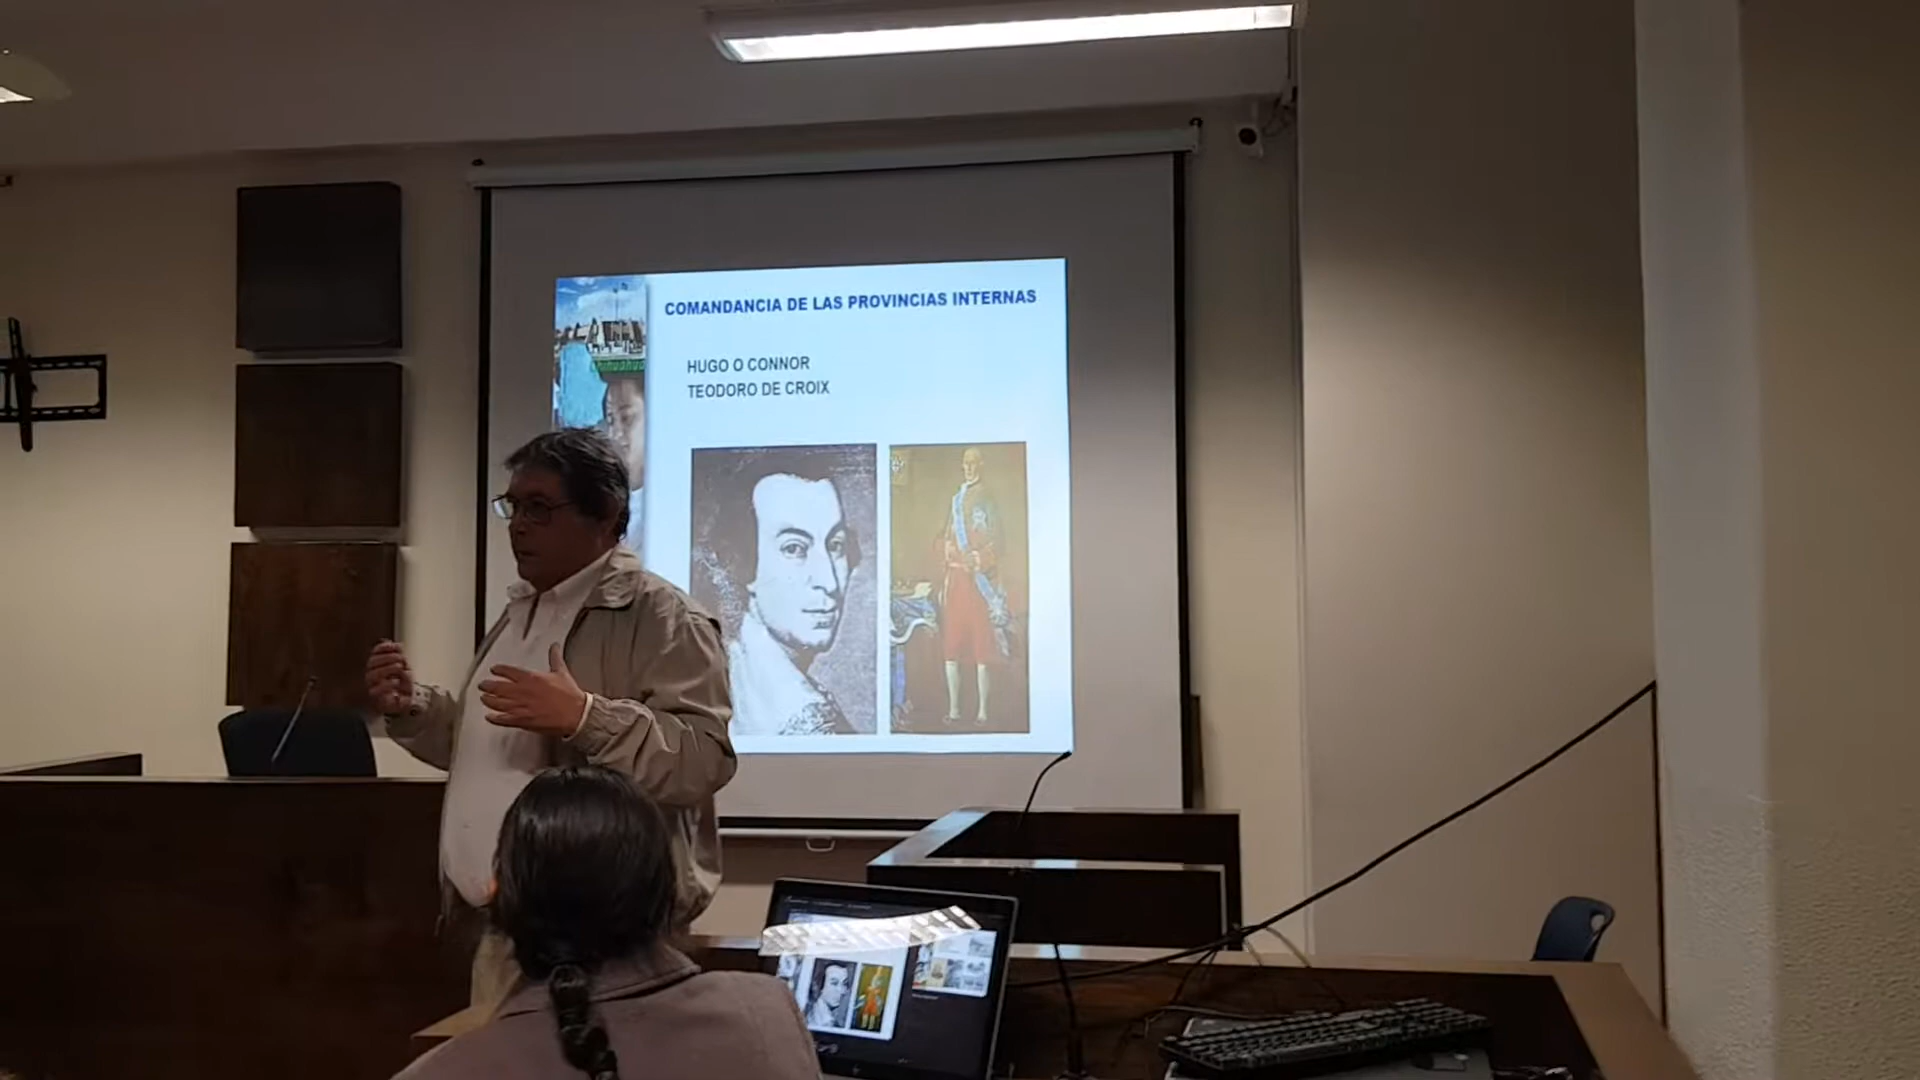 COMANDANCIA DE LAS PROVINCIAS INTERNAS
HUGO O CONNOR
TEODORO DE CROIX